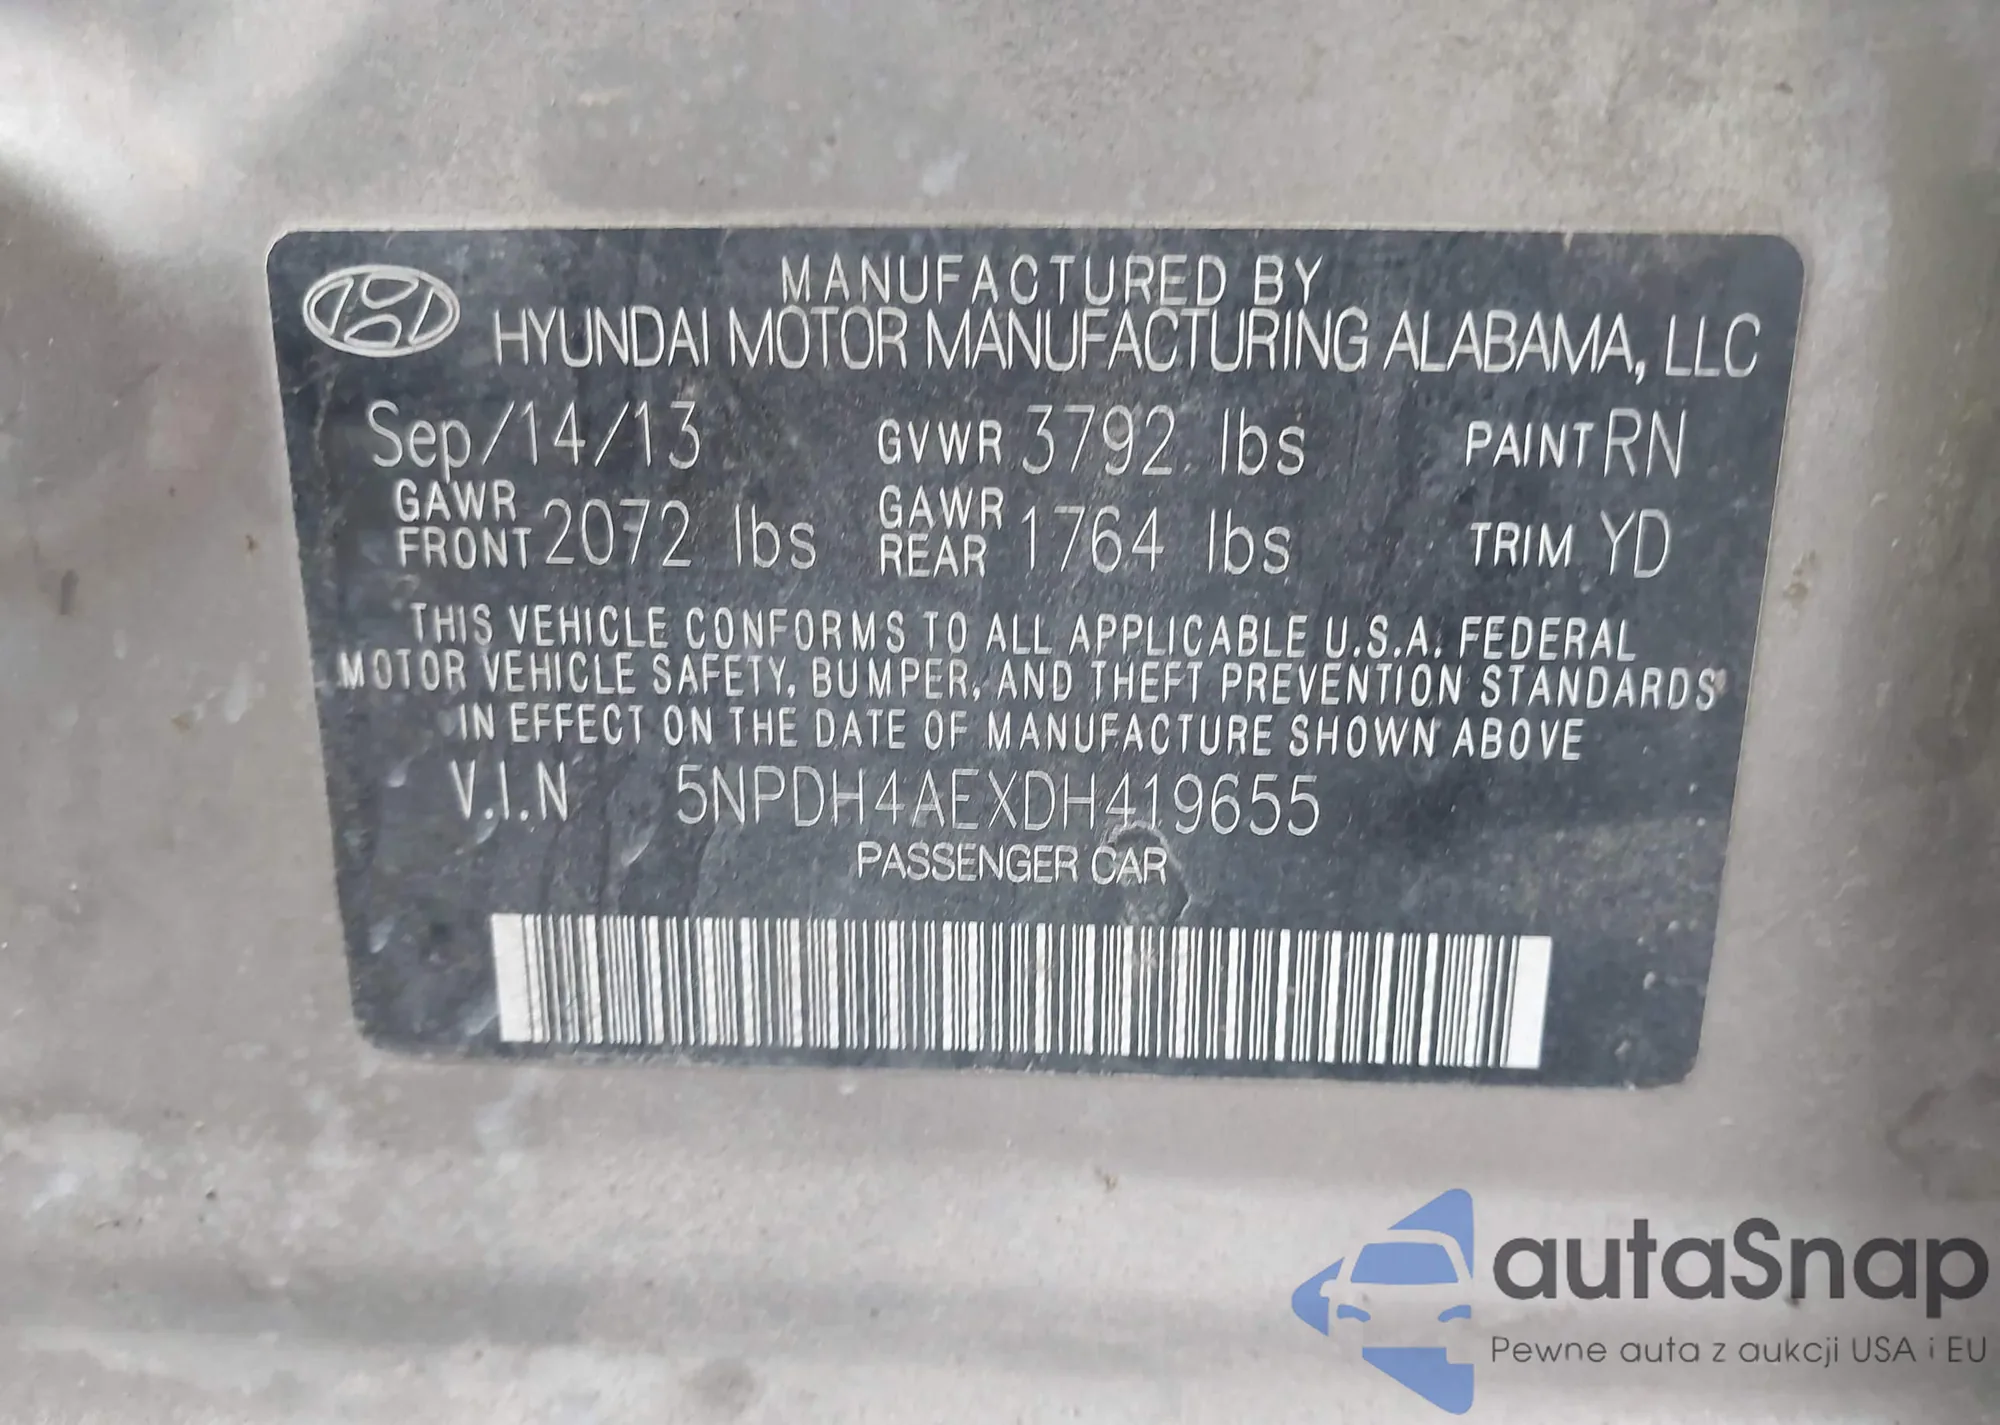 MANUFACTURED BY
HYUNDAI MOTOR MANUFACTURING ALABAMA, LLC
Sep/14/13 GVWR 3792 lbs PAINT RN
GAWR FRONT 2072 lbs GAWR REAR 1764 lbs TRIM YD
THIS VEHICLE CONFORMS TO ALL APPLICABLE U.S.A. FEDERAL
MOTOR VEHICLE SAFETY, BUMPER, AND THEFT PREVENTION STANDARDS
IN EFFECT ON THE DATE OF MANUFACTURE SHOWN ABOVE
V.I.N 5NPDH4AEXDH419655
PASSENGER CAR
autaSnap
Pewne auta z aukcji USA i EU